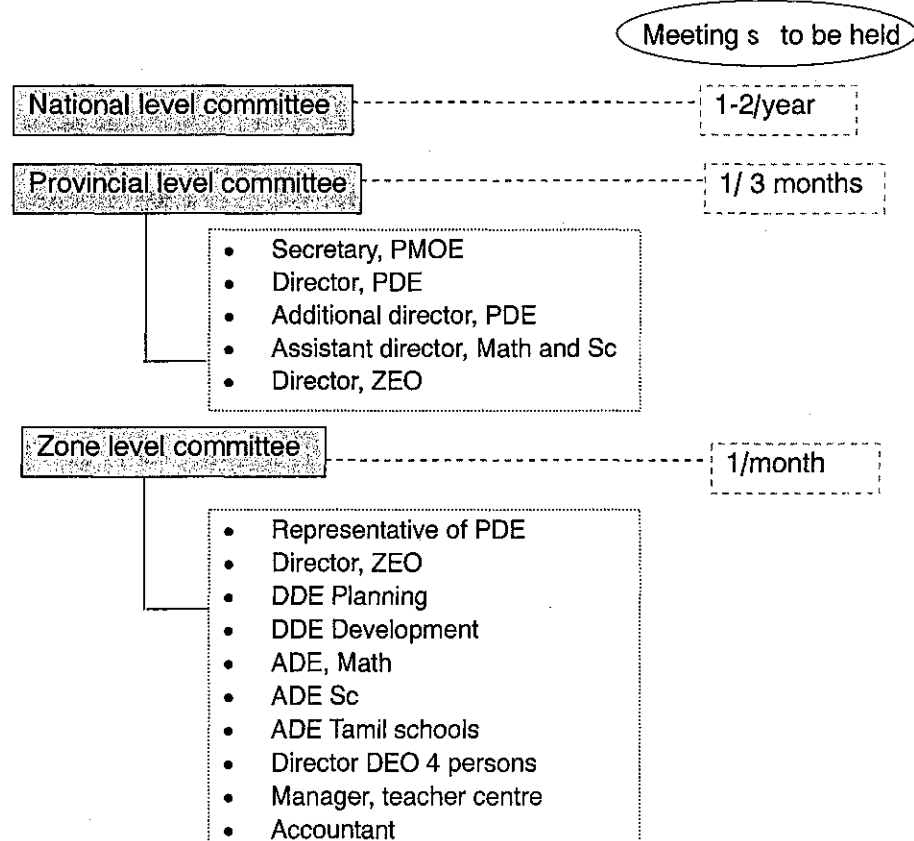 Meeting s to be held
National level committee 1-2/year
Provincial level committee 1/ 3 months
• Secretary, PMOE
• Director, PDE
• Additional director, PDE
• Assistant director, Math and Sc
• Director, ZEO
Zone level committee 1/month
• Representative of PDE
• Director, ZEO
• DDE Planning
• DDE Development
• ADE, Math
• ADE Sc
• ADE Tamil schools
• Director DEO 4 persons
• Manager, teacher centre
• Accountant